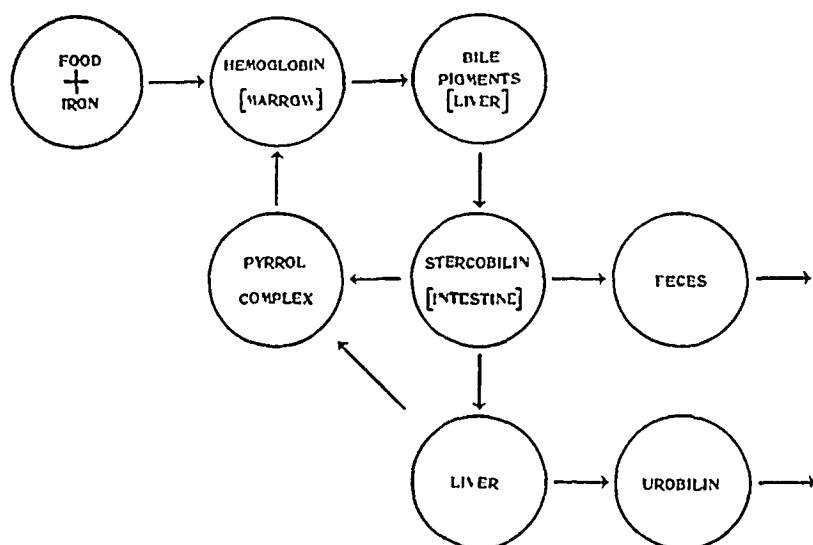 FOOD
+
IRON
HEMOGLOBIN
[MARROW]
BILE
PIGMENTS
[LIVER]
PYRROL
COMPLEX
STERCOBILIN
[INTESTINE]
FECES
LIVER
UROBILIN